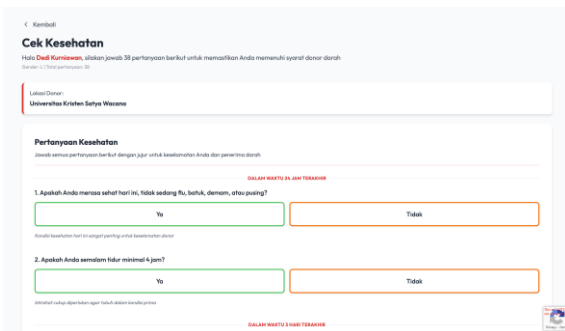 < Kembali
Cek Kesehatan
Halo Dedi Kurniawan, silakan jawab 38 pertanyaan berikut untuk memastikan Anda memenuhi syarat donor darah
Gender: L | Total pertanyaan: 38
Lokasi Donor:
Universitas Kristen Satya Wacana
Pertanyaan Kesehatan
Jawab semua pertanyaan berikut dengan jujur untuk keselamatan Anda dan penerima darah
DALAM WAKTU 24 JAM TERAKHIR
1. Apakah Anda merasa sehat hari ini, tidak sedang flu, batuk, demam, atau pusing?
Ya
Tidak
Kondisi kesehatan hari ini sangat penting untuk keselamatan donor
2. Apakah Anda semalam tidur minimal 4 jam?
Ya
Tidak
Istirahat cukup diperlukan agar tubuh dalam kondisi prima
DALAM WAKTU 3 HARI TERAKHIR